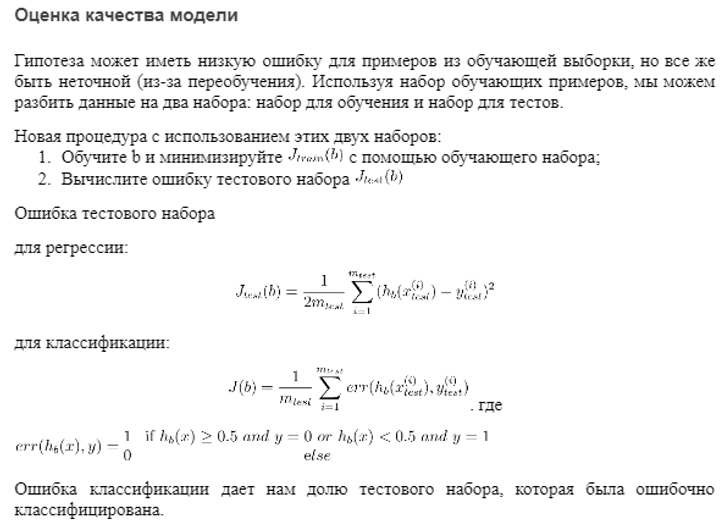 Оценка качества модели
Гипотеза может иметь низкую ошибку для примеров из обучающей выборки, но все же
быть неточной (из-за переобучения). Используя набор обучающих примеров, мы можем
разбить данные на два набора: набор для обучения и набор для тестов.
Новая процедура с использованием этих двух наборов:
1. Обучите b и минимизируйте J_{train}(b) с помощью обучающего набора;
2. Вычислите ошибку тестового набора J_{test}(b)
Ошибка тестового набора
для регрессии:
J_{test}(b) = \frac{1}{2m_{test}} \sum_{i=1}^{m_{test}} (h_b(x_{test}^{(i)}) - y_{test}^{(i)})^2
для классификации:
J(b) = \frac{1}{m_{test}} \sum_{i=1}^{m_{test}} err(h_b(x_{test}^{(i)}), y_{test}^{(i)}) . где
err(h_b(x), y) = 1 if h_b(x) ≥ 0.5 and y = 0 or h_b(x) < 0.5 and y = 1
0 else
Ошибка классификации дает нам долю тестового набора, которая была ошибочно
классифицирована.